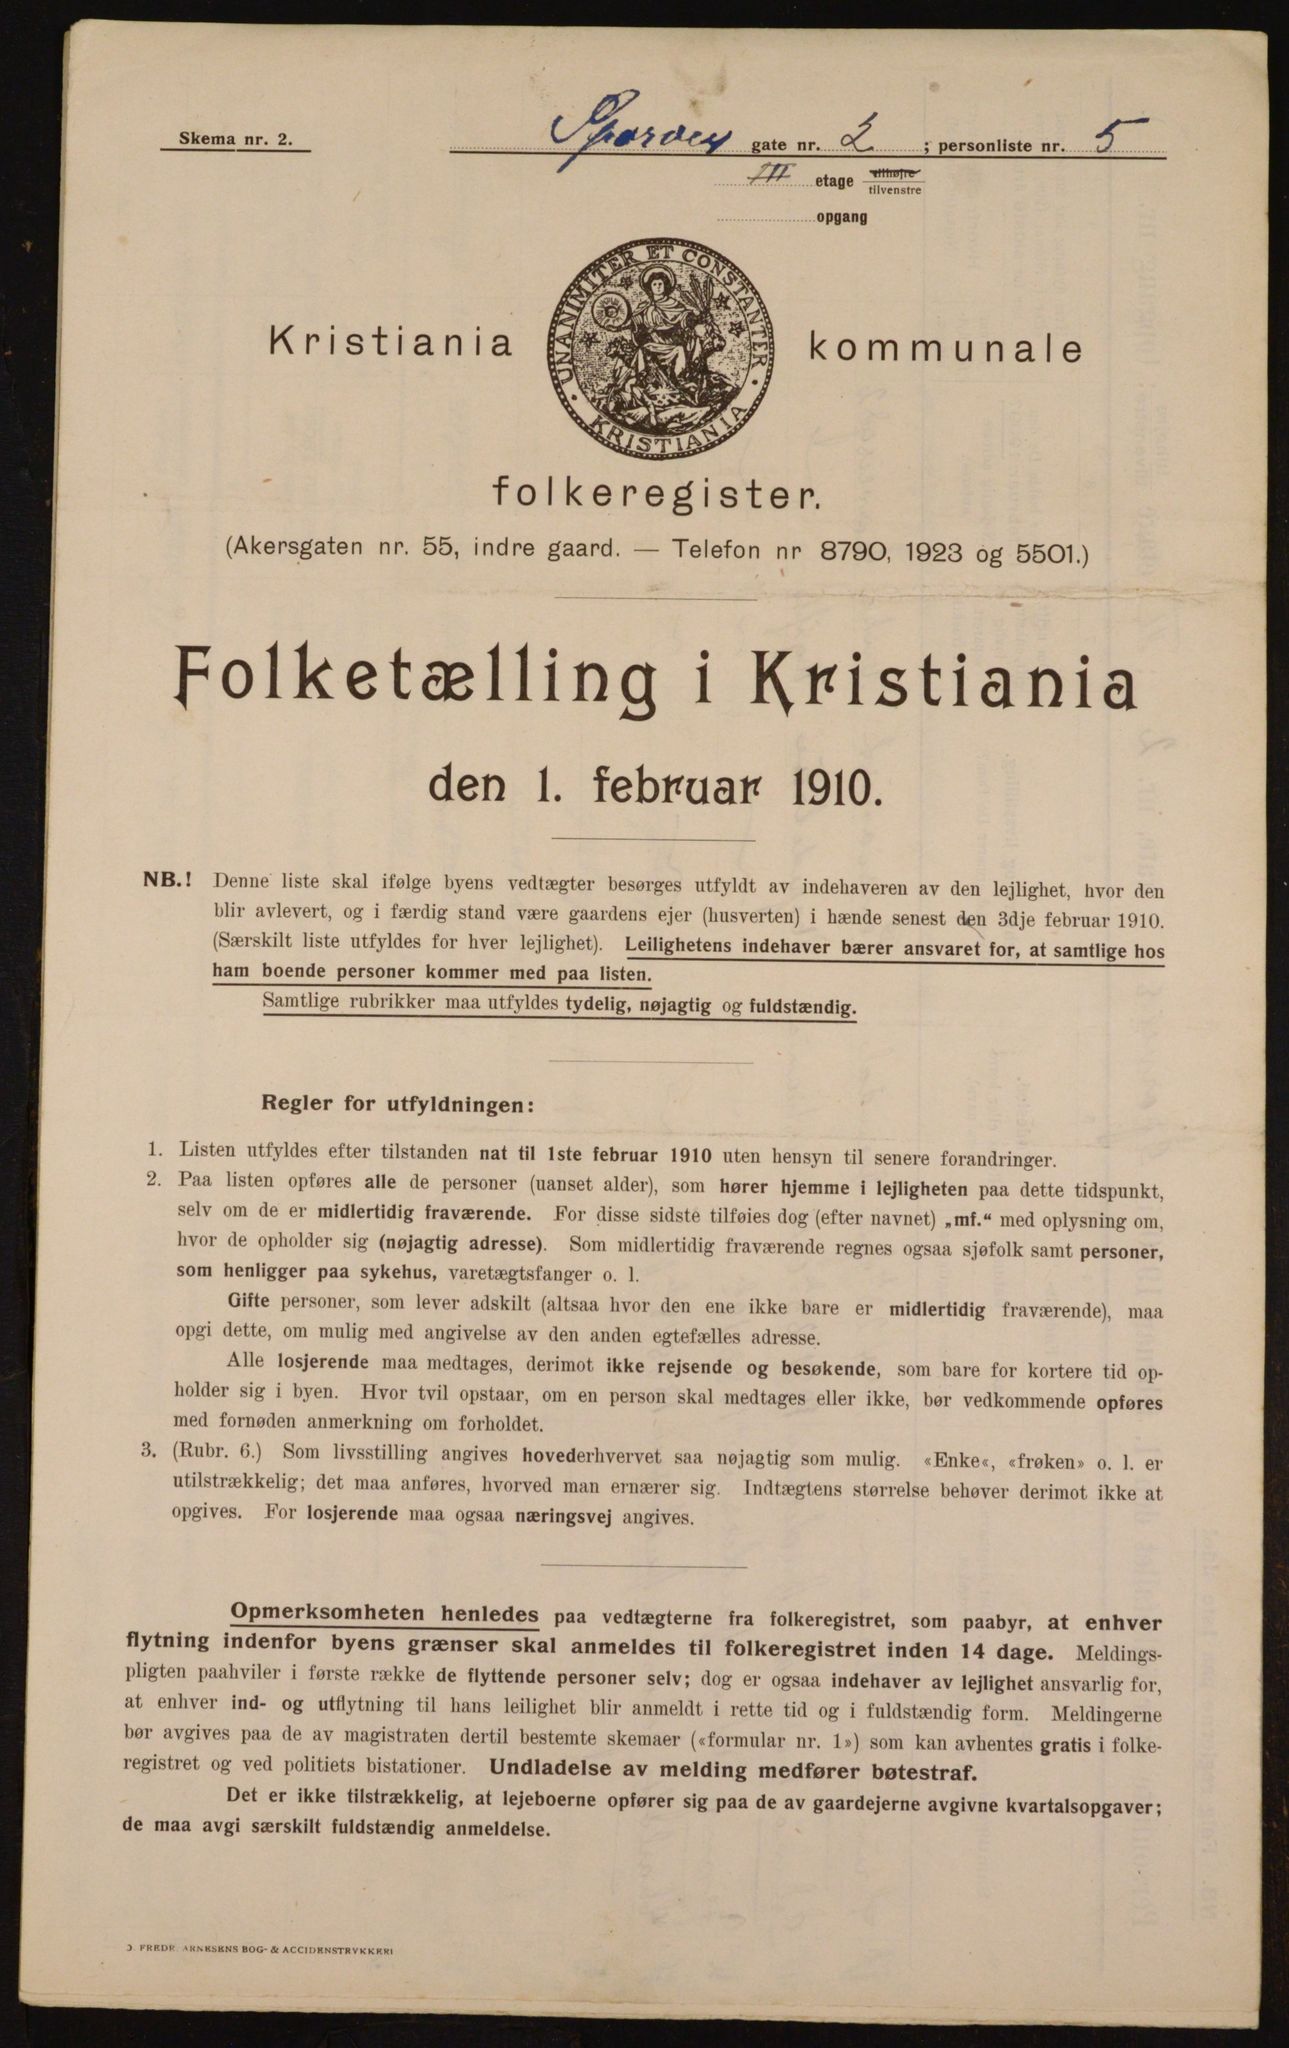 Skema nr. 2.
Sporveis gate nr. 2 ; personliste nr. 5
III etage tilhøjre tilvenstre
opgang
UNANIMITER ET CONSTANTER · KRISTIANIA ·
Kristiania kommunale
folkeregister.
(Akersgaten nr. 55, indre gaard. — Telefon nr 8790, 1923 og 5501.)
Folketælling i Kristiania
den 1. februar 1910.
NB.! Denne liste skal ifølge byens vedtægter besørges utfyldt av indehaveren av den lejlighet, hvor den
blir avlevert, og i færdig stand være gaardens ejer (husverten) i hænde senest den 3dje februar 1910.
(Særskilt liste utfyldes for hver lejlighet). Leilighetens indehaver bærer ansvaret for, at samtlige hos
ham boende personer kommer med paa listen.
Samtlige rubrikker maa utfyldes tydelig, nøjagtig og fuldstændig.
Regler for utfyldningen:
1. Listen utfyldes efter tilstanden nat til 1ste februar 1910 uten hensyn til senere forandringer.
2. Paa listen opføres alle de personer (uanset alder), som hører hjemme i lejligheten paa dette tidspunkt,
selv om de er midlertidig fraværende. For disse sidste tilføies dog (efter navnet) „mf.“ med oplysning om,
hvor de opholder sig (nøjagtig adresse). Som midlertidig fraværende regnes ogsaa sjøfolk samt personer,
som henligger paa sykehus, varetægtsfanger o. l.
Gifte personer, som lever adskilt (altsaa hvor den ene ikke bare er midlertidig fraværende), maa
opgi dette, om mulig med angivelse av den anden egtefælles adresse.
Alle losjerende maa medtages, derimot ikke rejsende og besøkende, som bare for kortere tid op-
holder sig i byen. Hvor tvil opstaar, om en person skal medtages eller ikke, bør vedkommende opføres
med fornøden anmerkning om forholdet.
3. (Rubr. 6.) Som livsstilling angives hovederhvervet saa nøjagtig som mulig. «Enke«, «frøken» o. l. er
utilstrækkelig; det maa anføres, hvorved man ernærer sig. Indtægtens størrelse behøver derimot ikke at
opgives. For losjerende maa ogsaa næringsvej angives.
Opmerksomheten henledes paa vedtægterne fra folkeregistret, som paabyr, at enhver
flytning indenfor byens grænser skal anmeldes til folkeregistret inden 14 dage. Meldings-
pligten paahviler i første række de flyttende personer selv; dog er ogsaa indehaver av lejlighet ansvarlig for,
at enhver ind- og utflytning til hans leilighet blir anmeldt i rette tid og i fuldstændig form. Meldingerne
bør avgives paa de av magistraten dertil bestemte skemaer («formular nr. 1») som kan avhentes gratis i folke-
registret og ved politiets bistationer. Undladelse av melding medfører bøtestraf.
Det er ikke tilstrækkelig, at lejeboerne opfører sig paa de av gaardejerne avgivne kvartalsopgaver;
de maa avgi særskilt fuldstændig anmeldelse.
O. FREDR. ARNESENS BOG- & ACCIDENSTRYKKERI